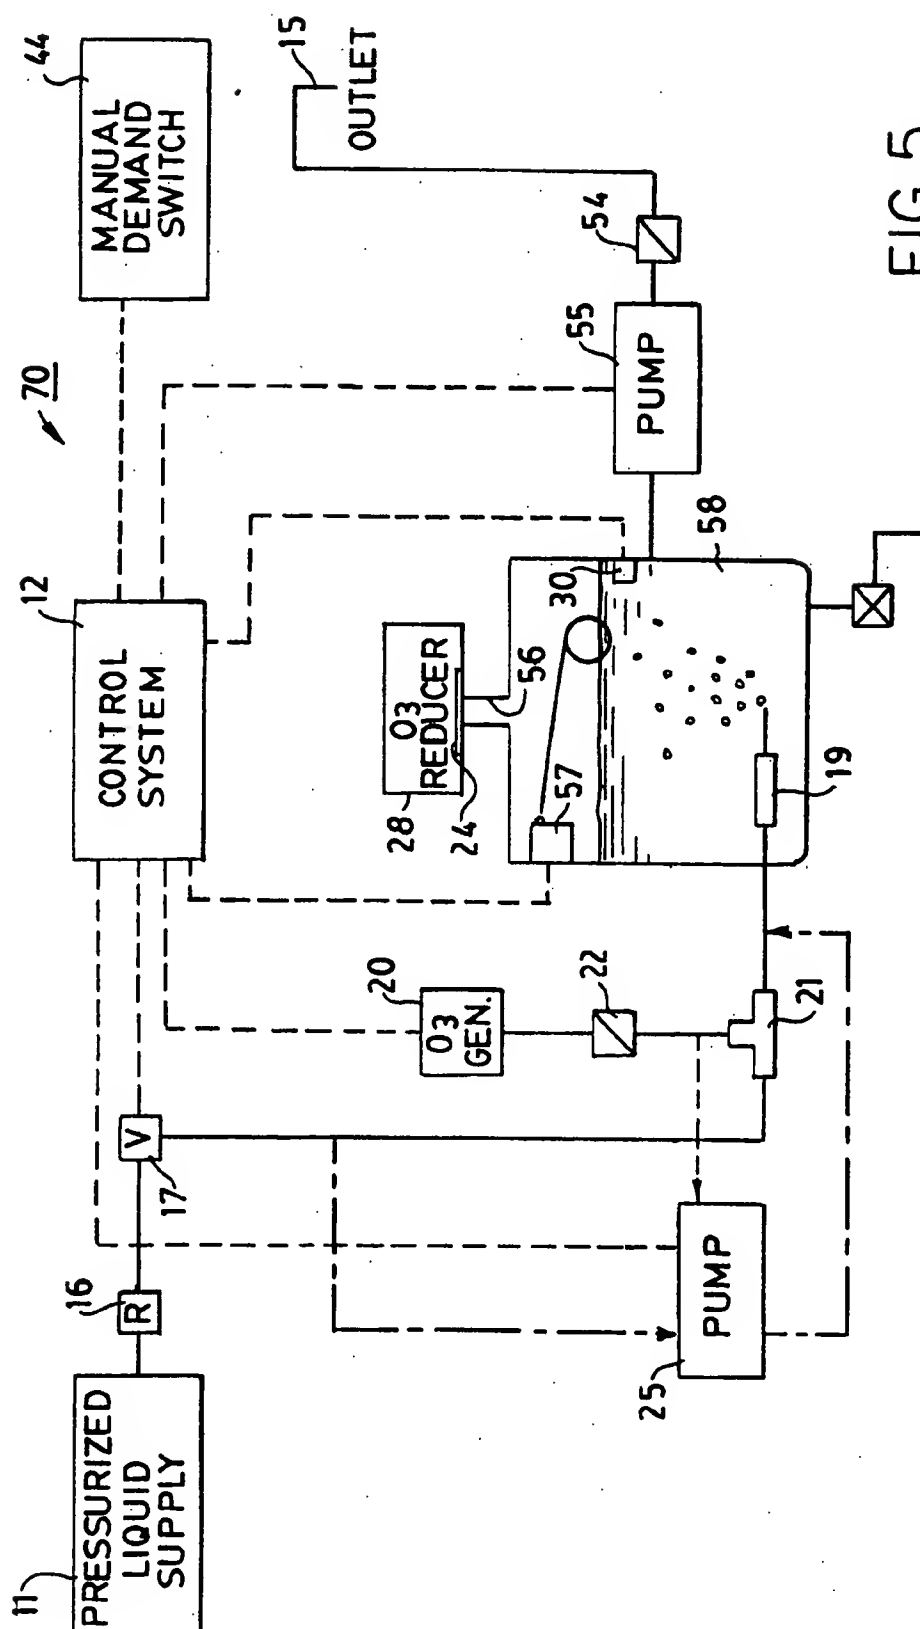 11
PRESSURIZED
LIQUID
SUPPLY
16
R
17
V
12
CONTROL
SYSTEM
70
44
MANUAL
DEMAND
SWITCH
15
OUTLET
20
O3
GEN.
22
21
25
PUMP
28
O3
REDUCER
24
56
57
30
19
58
55
PUMP
54
FIG 5